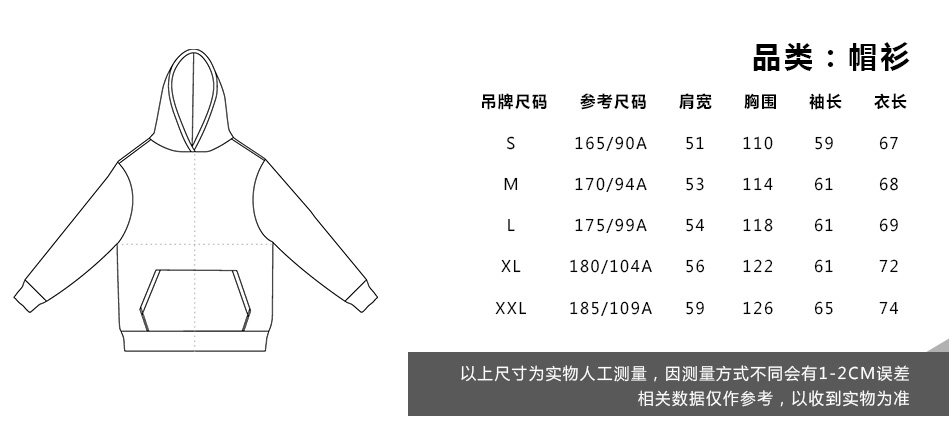 品类：帽衫
吊牌尺码 参考尺码 肩宽 胸围 袖长 衣长
S 165/90A 51 110 59 67
M 170/94A 53 114 61 68
L 175/99A 54 118 61 69
XL 180/104A 56 122 61 72
XXL 185/109A 59 126 65 74
以上尺寸为实物人工测量，因测量方式不同会有1-2CM误差
相关数据仅作参考，以收到实物为准